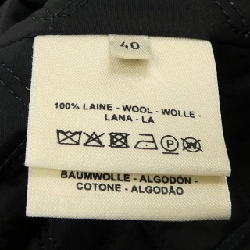 40
100% LAINE - WOOL - WOLLE -
LANA - LA
BAUMWOLLE - ALGODON -
COTONE - ALGODÃO